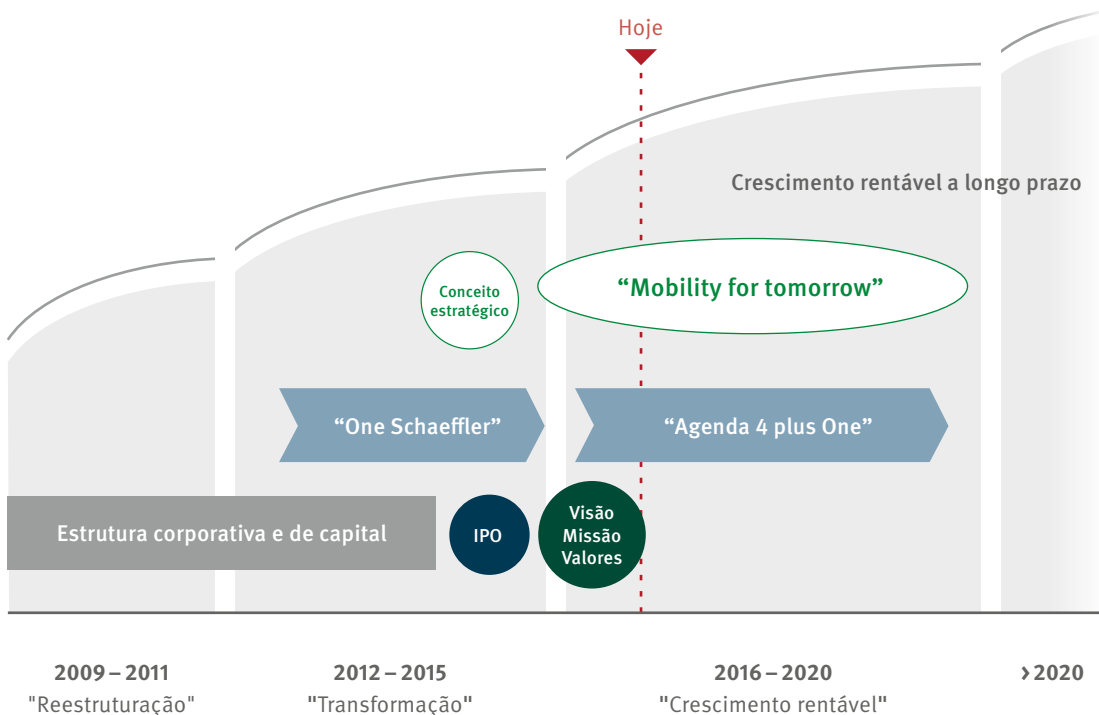 Hoje
Crescimento rentável a longo prazo
Conceito
estratégico
“Mobility for tomorrow”
“One Schaeffler”
“Agenda 4 plus One”
Estrutura corporativa e de capital
IPO
Visão
Missão
Valores
2009 – 2011
"Reestruturação"
2012 – 2015
"Transformação"
2016 – 2020
"Crescimento rentável"
> 2020